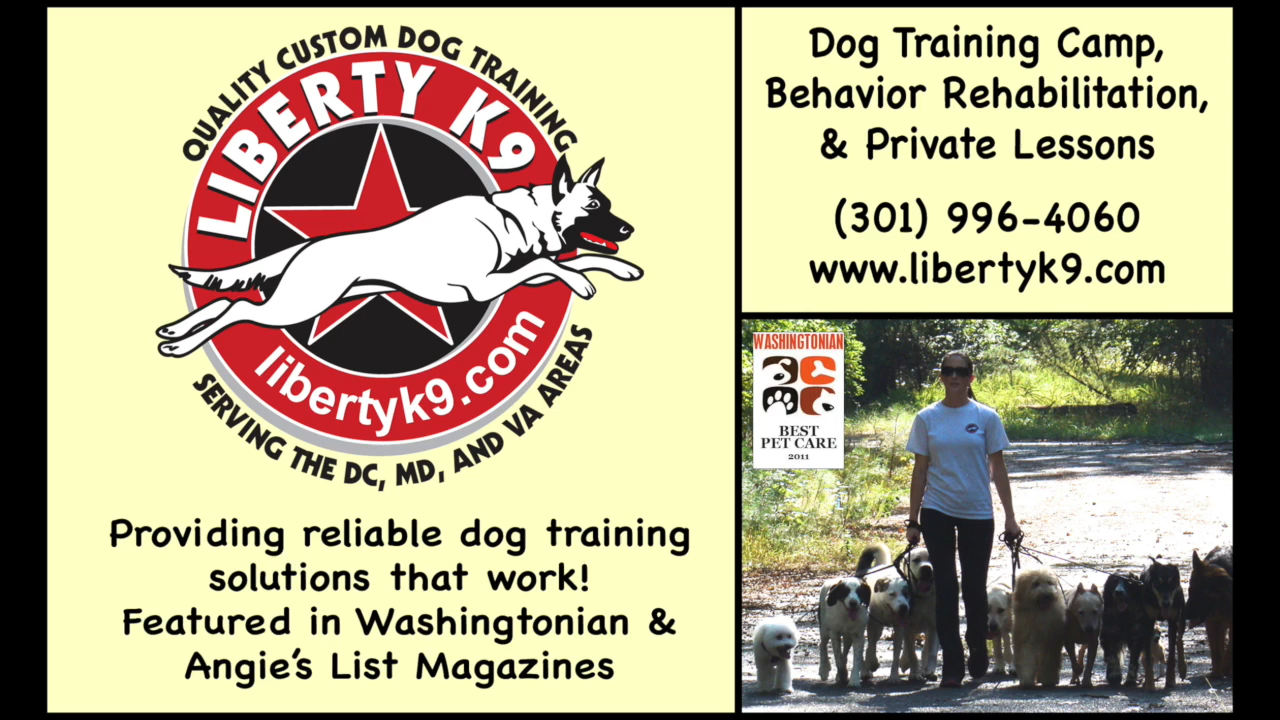 QUALITY CUSTOM DOG TRAINING
LIBERTY K9
libertyk9.com
SERVING THE DC, MD, AND VA AREAS
Providing reliable dog training
solutions that work!
Featured in Washingtonian &
Angie's List Magazines
Dog Training Camp,
Behavior Rehabilitation,
& Private Lessons
(301) 996-4060
www.libertyk9.com
WASHINGTONIAN
BEST
PET CARE
2011